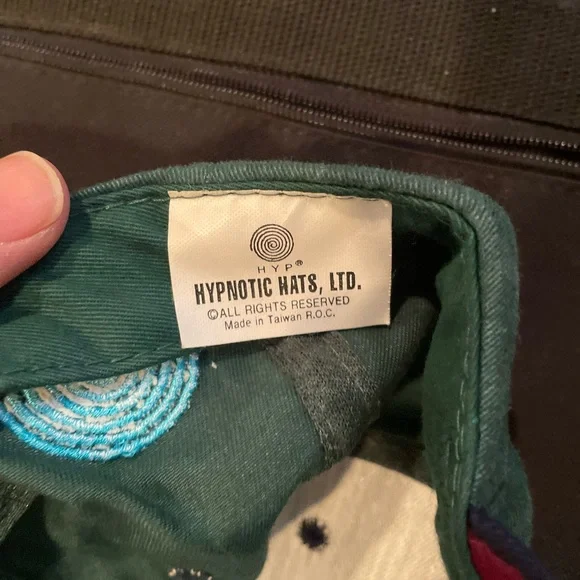 HYP®
HYPNOTIC HATS, LTD.
©ALL RIGHTS RESERVED
Made in Taiwan R.O.C.